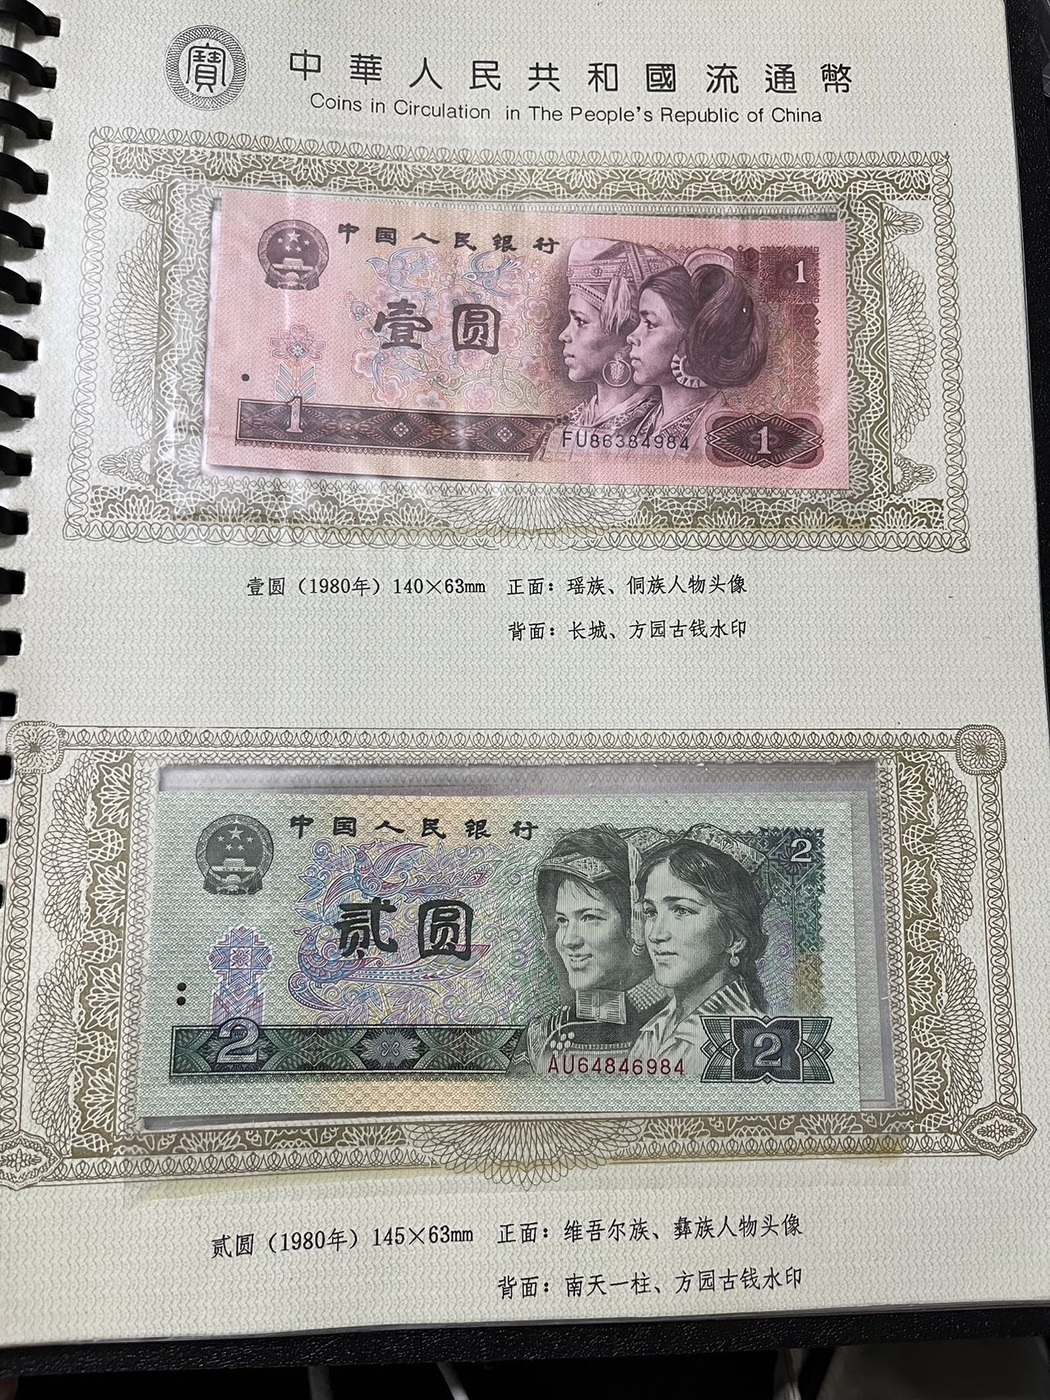 寶
中華人民共和國流通幣
Coins in Circulation in The People's Republic of China
中国人民银行
1
壹圆
1
FU86384984
1
壹圆（1980年）140×63mm 正面：瑶族、侗族人物头像
背面：长城、方园古钱水印
中国人民银行
2
贰圆
2
AU64846984
2
贰圆（1980年）145×63mm 正面：维吾尔族、彝族人物头像
背面：南天一柱、方园古钱水印